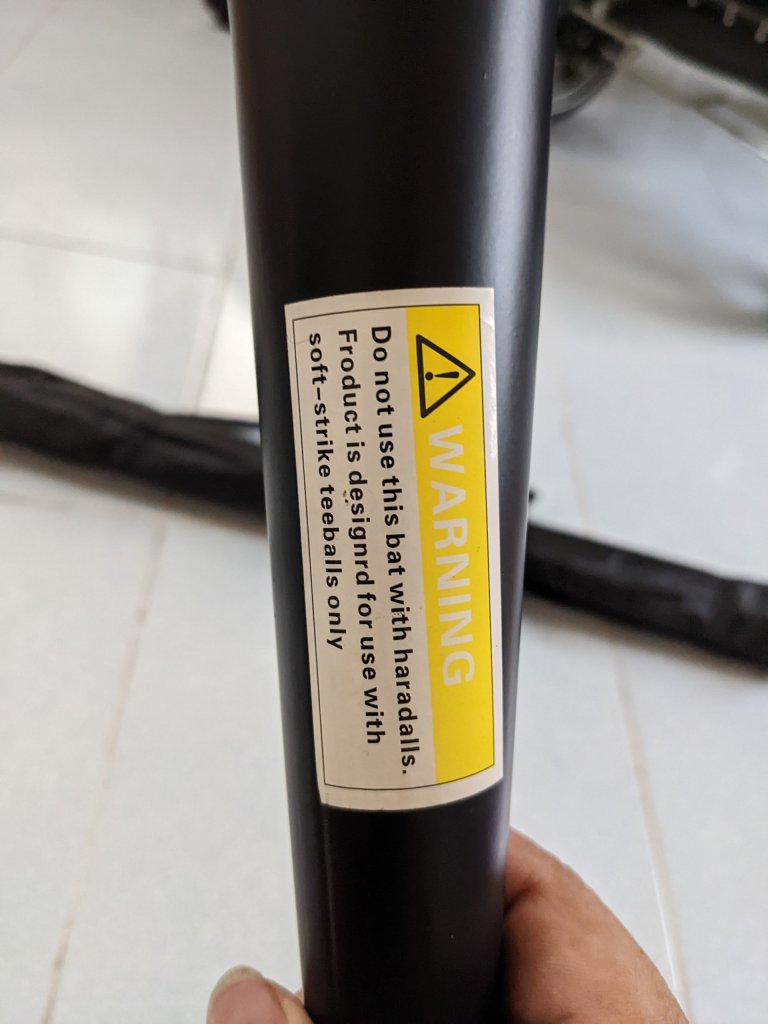 WARNING
Do not use this bat with haradalls.
Froduct is designrd for use with
soft-strike teeballs only